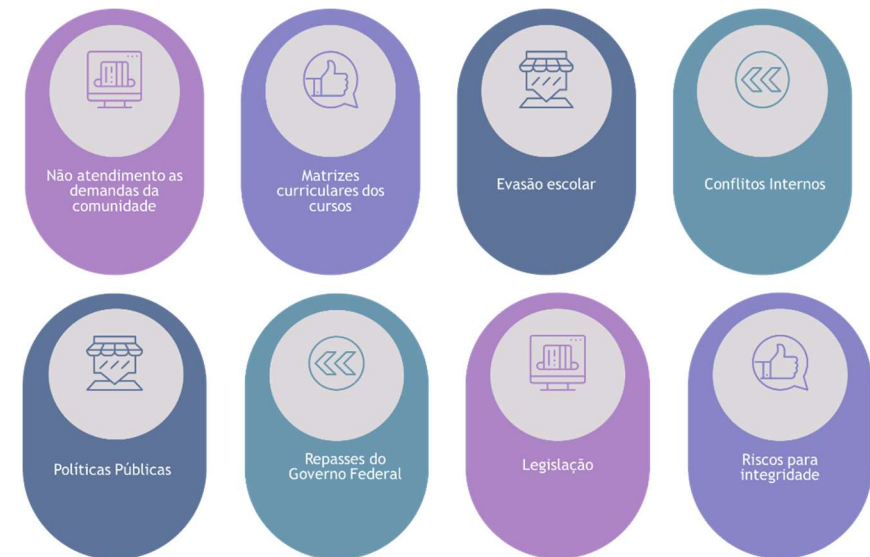 Não atendimento as
demandas da
comunidade
Matrizes
curriculares dos
cursos
Evasão escolar
Conflitos Internos
Políticas Públicas
Repasses do
Governo Federal
Legislação
Riscos para
integridade